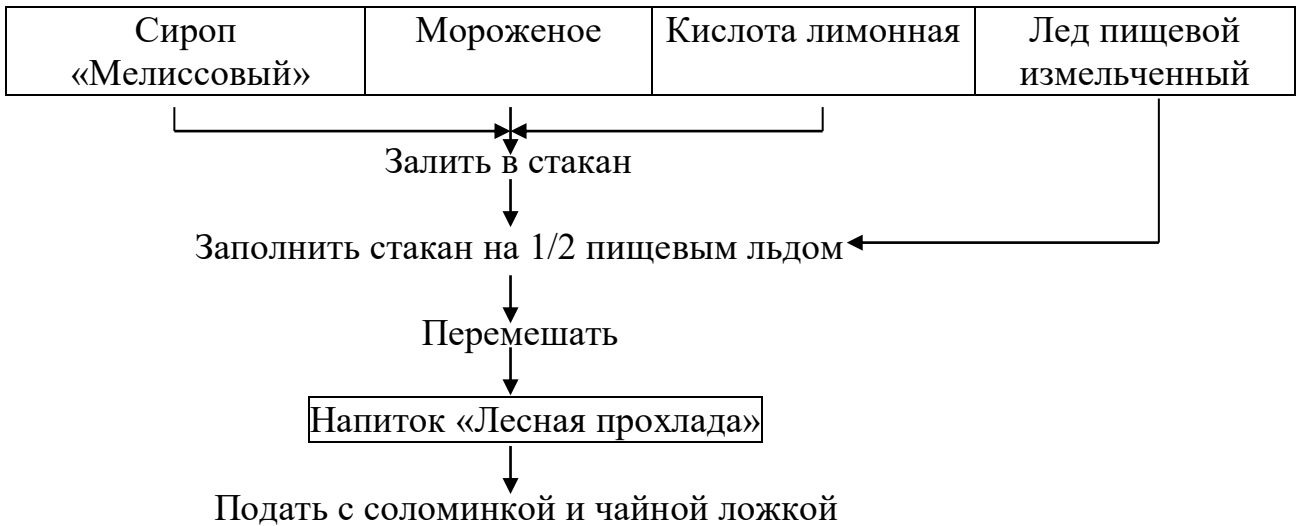 Сироп «Мелиссовый»
Мороженое
Кислота лимонная
Лед пищевой измельченный
Залить в стакан
Заполнить стакан на 1/2 пищевым льдом
Перемешать
Напиток «Лесная прохлада»
Подать с соломинкой и чайной ложкой